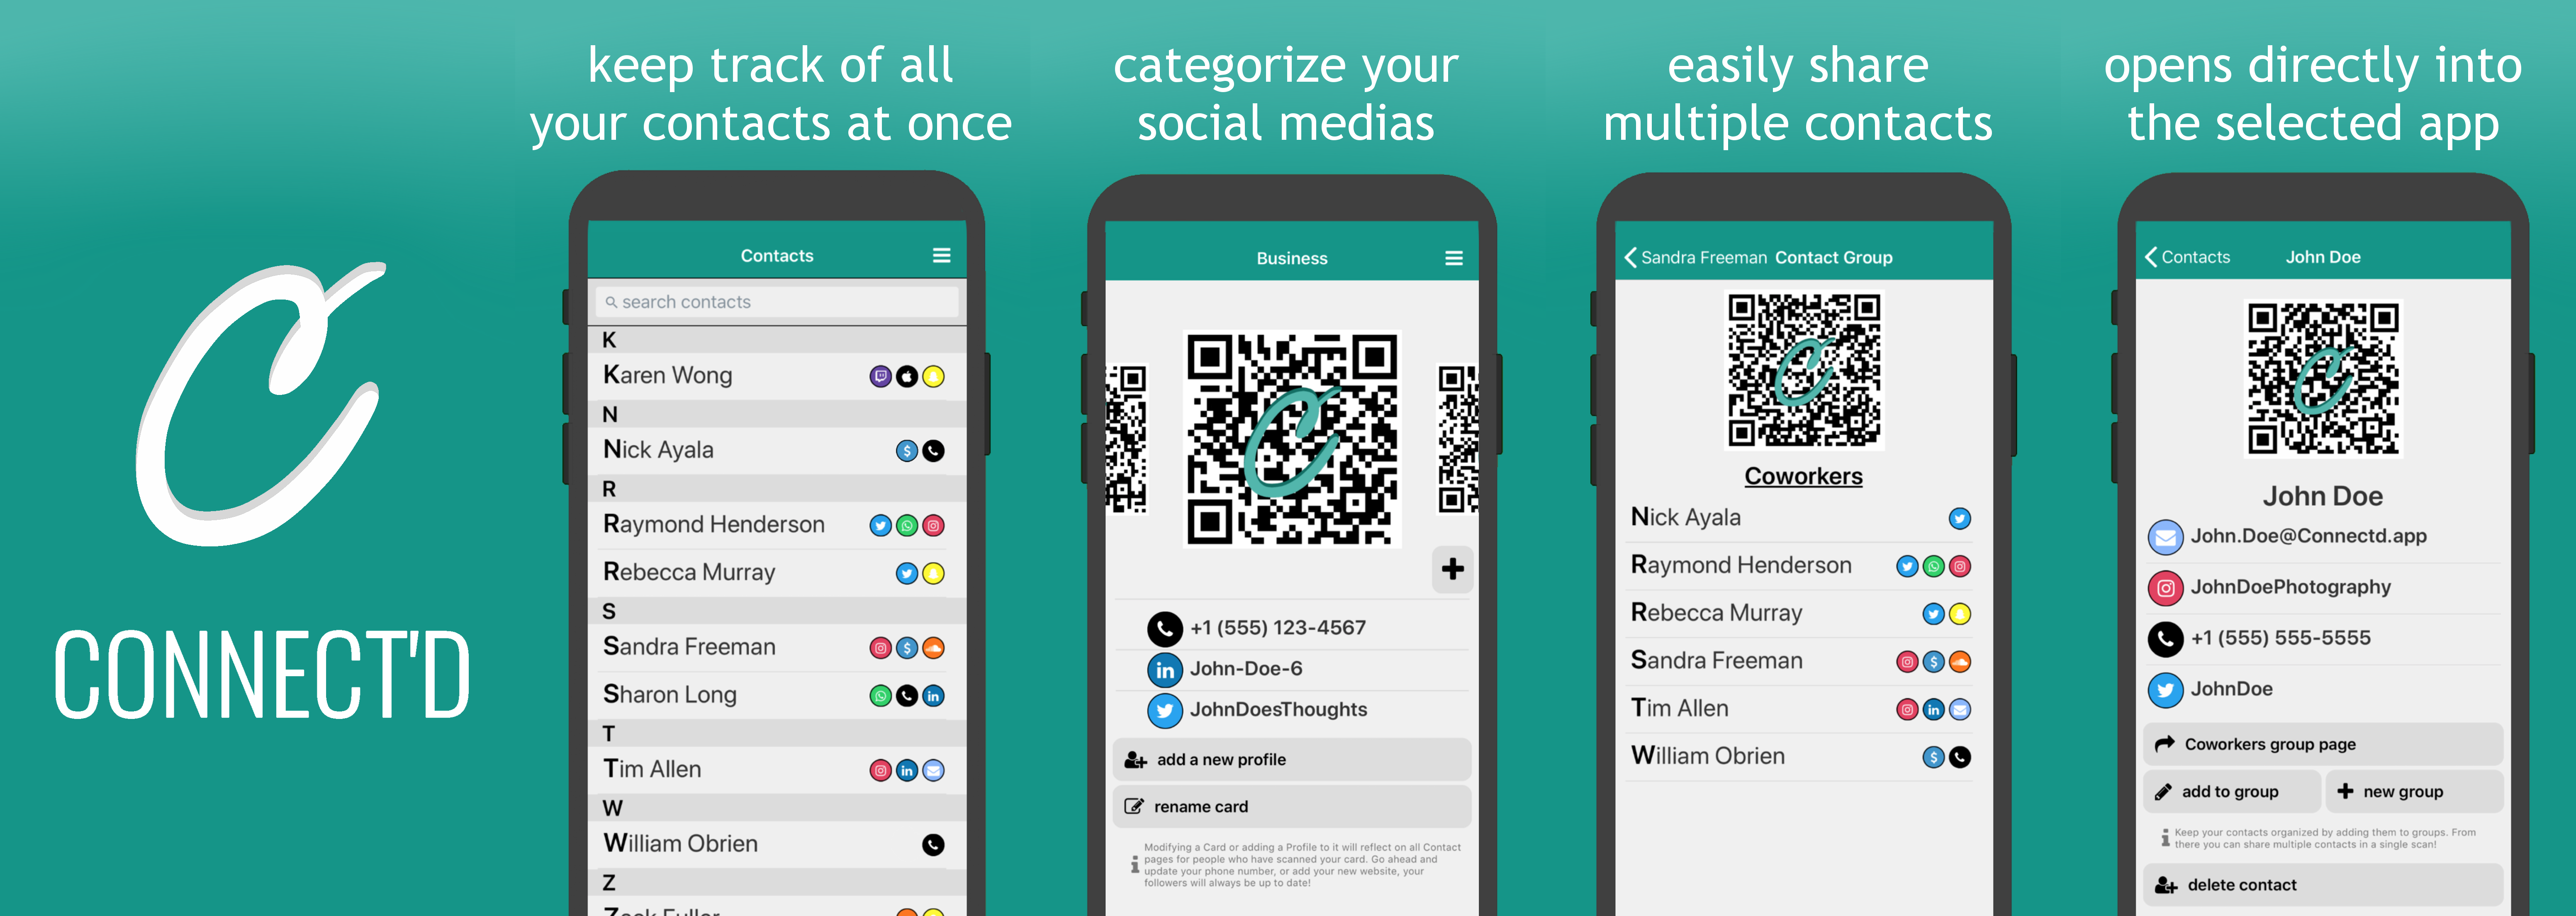 CONNECT'D
keep track of all
your contacts at once
Contacts
search contacts
K
Karen Wong
N
Nick Ayala
R
Raymond Henderson
Rebecca Murray
S
Sandra Freeman
Sharon Long
T
Tim Allen
W
William Obrien
Z
categorize your
social medias
Business
+1 (555) 123-4567
in John-Doe-6
JohnDoesThoughts
add a new profile
rename card
Modifying a Card or adding a Profile to it will reflect on all Contact
pages for people who have scanned your card. Go ahead and
update your phone number, or add your new website, your
followers will always be up to date!
easily share
multiple contacts
Sandra Freeman Contact Group
Coworkers
Nick Ayala
Raymond Henderson
Rebecca Murray
Sandra Freeman
Tim Allen
William Obrien
opens directly into
the selected app
Contacts John Doe
John Doe
John.Doe@Connectd.app
JohnDoePhotography
+1 (555) 555-5555
JohnDoe
Coworkers group page
add to group
new group
Keep your contacts organized by adding them to groups. From
there you can share multiple contacts in a single scan!
delete contact